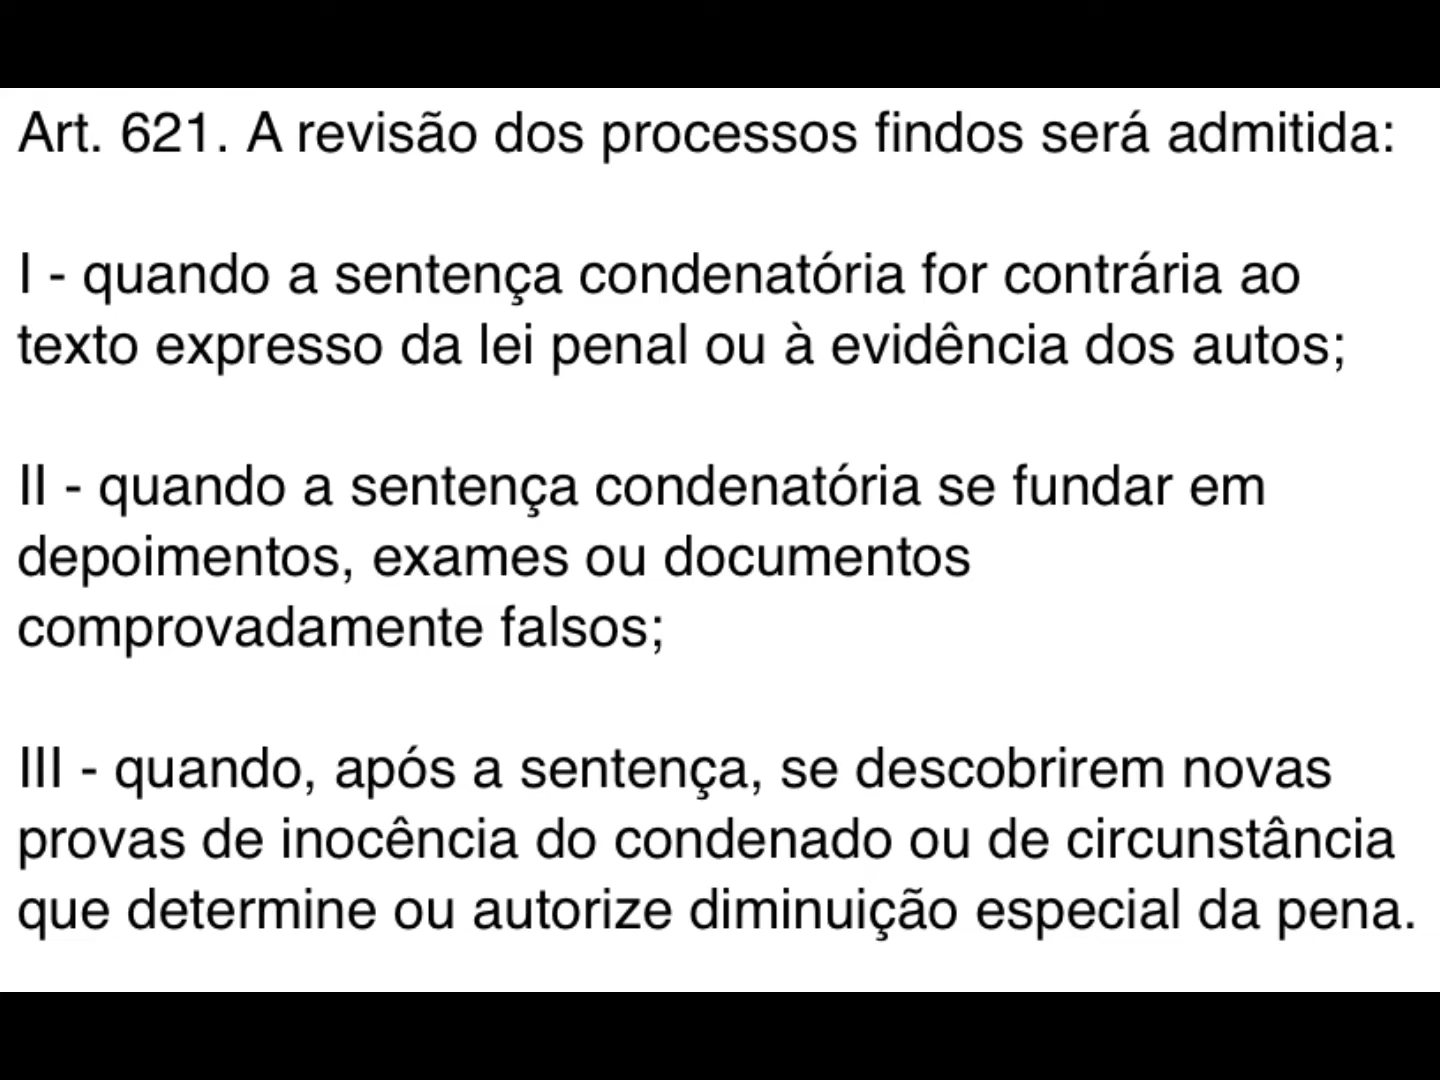 Art. 621. A revisão dos processos findos será admitida:
I - quando a sentença condenatória for contrária ao
texto expresso da lei penal ou à evidência dos autos;
II - quando a sentença condenatória se fundar em
depoimentos, exames ou documentos
comprovadamente falsos;
III - quando, após a sentença, se descobrirem novas
provas de inocência do condenado ou de circunstância
que determine ou autorize diminuição especial da pena.